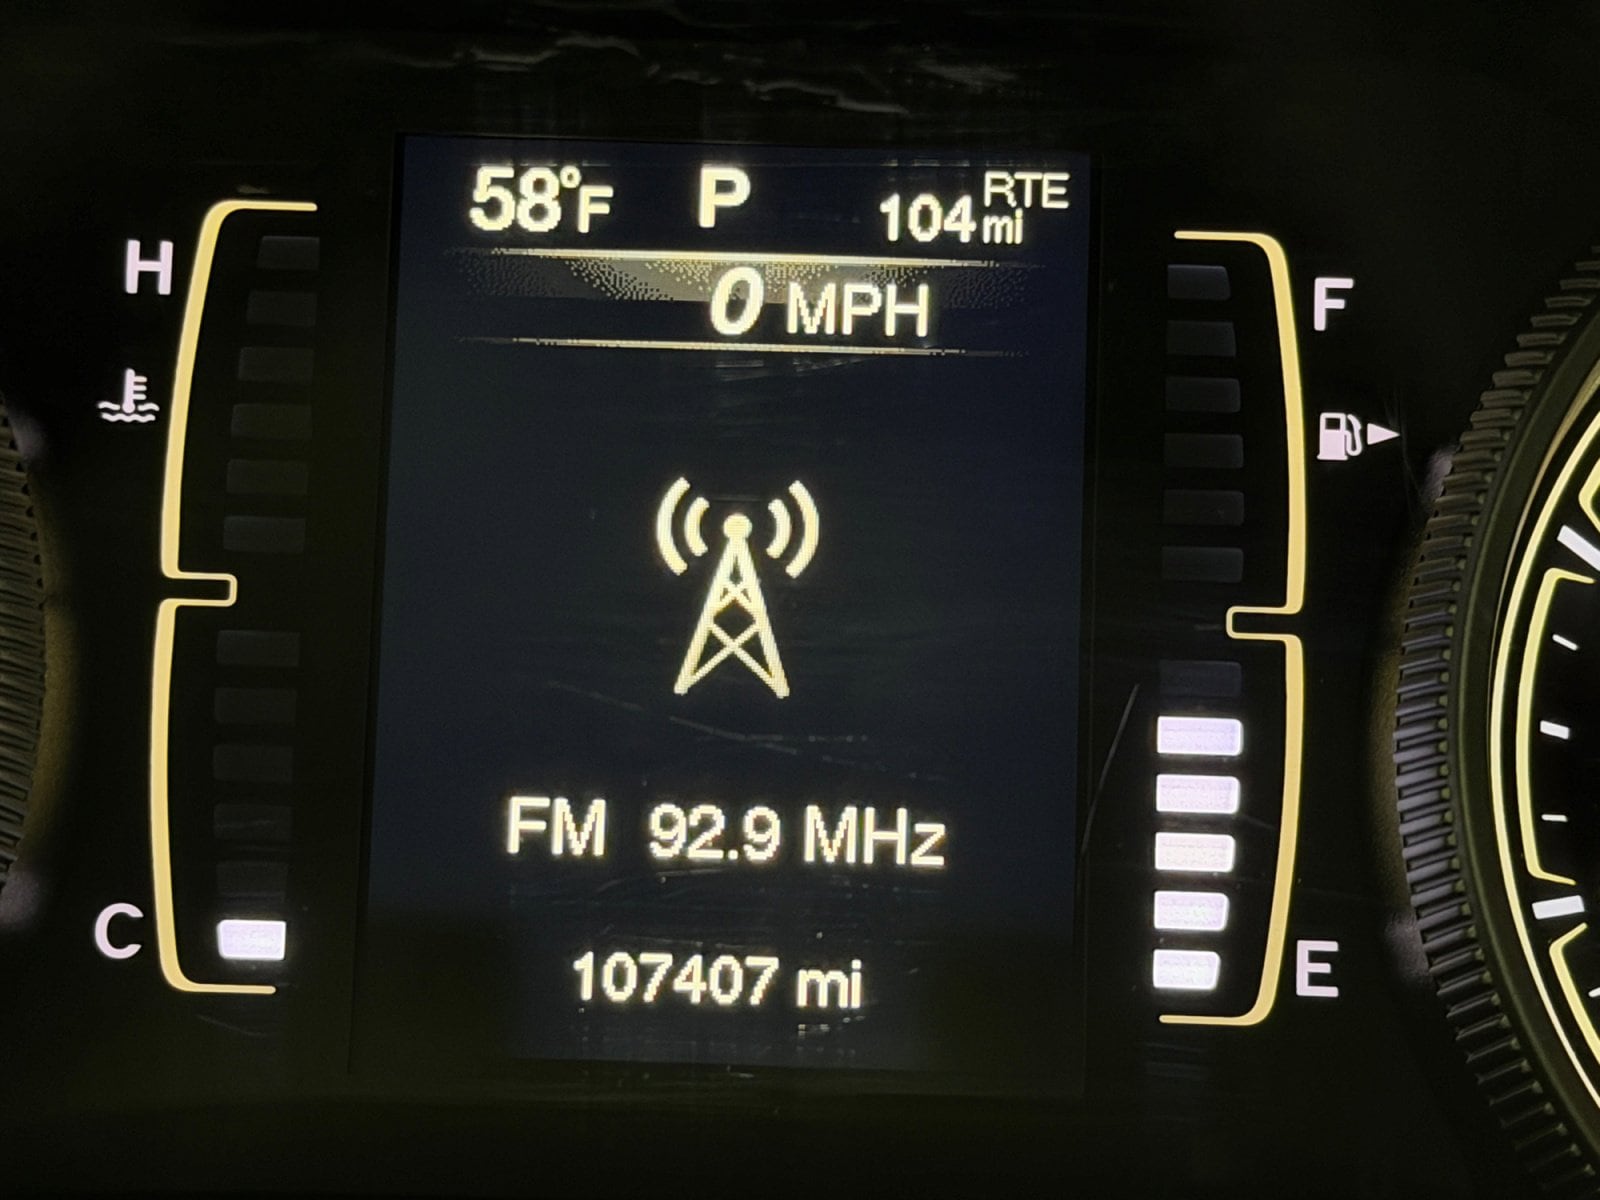 58°F P 104 mi RTE
0 MPH
H
F
FM 92.9 MHz
C
E
107407 mi